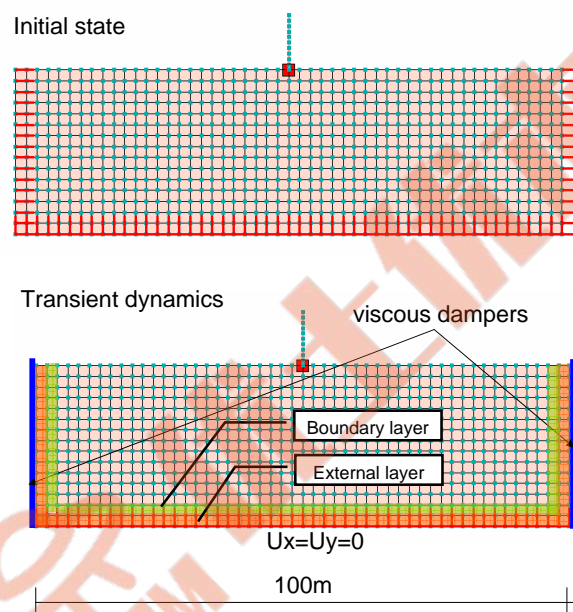 Initial state
Transient dynamics
viscous dampers
Boundary layer
External layer
Ux=Uy=0
100m